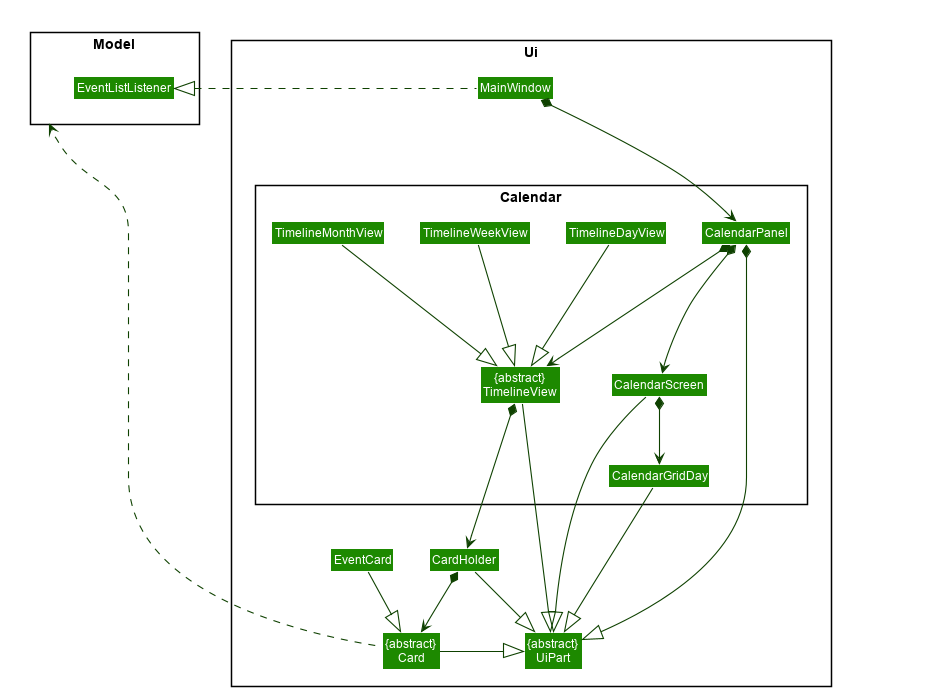 Model
Ui
EventListListener
MainWindow
Calendar
TimelineMonthView
TimelineWeekView
TimelineDayView
CalendarPanel
{abstract}
TimelineView
CalendarScreen
CalendarGridDay
EventCard
CardHolder
{abstract}
Card
{abstract}
UiPart